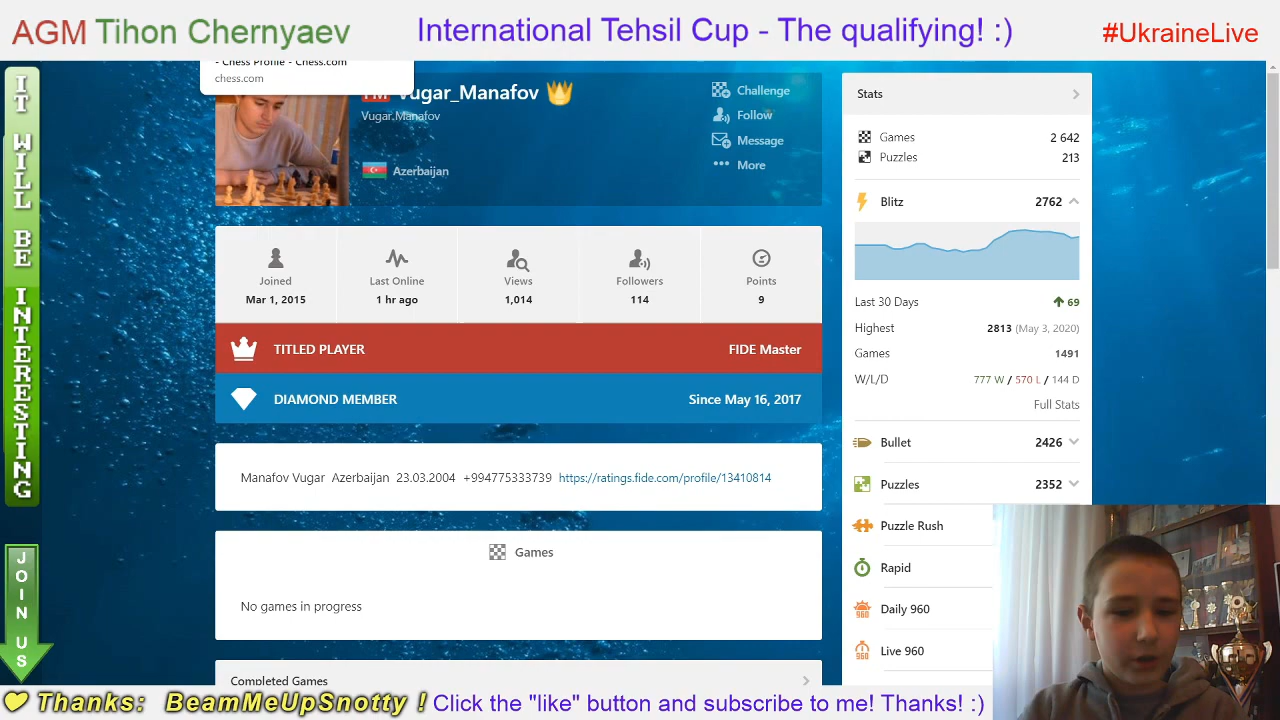 AGM Tihon Chernyaev
International Tehsil Cup - The qualifying! :)
#UkraineLive
IT WILL BE INTERESTING
JOIN US
- Chess Profile - Chess.com
chess.com
FM Vugar_Manafov
Vugar Manafov
Azerbaijan
Challenge
Follow
Message
More
Joined
Mar 1, 2015
Last Online
1 hr ago
Views
1,014
Followers
114
Points
9
TITLED PLAYER FIDE Master
DIAMOND MEMBER Since May 16, 2017
Manafov Vugar Azerbaijan 23.03.2004 +994775333739 https://ratings.fide.com/profile/13410814
Games
No games in progress
Completed Games
Stats
Games 2 642
Puzzles 213
Blitz 2762
Last 30 Days 69
Highest 2813 (May 3, 2020)
Games 1491
W/L/D 777 W / 570 L / 144 D
Full Stats
Bullet 2426
Puzzles 2352
Puzzle Rush
Rapid
Daily 960
960
Live 960
Thanks: BeamMeUpSnotty ! Click the "like" button and subscribe to me! Thanks! :)